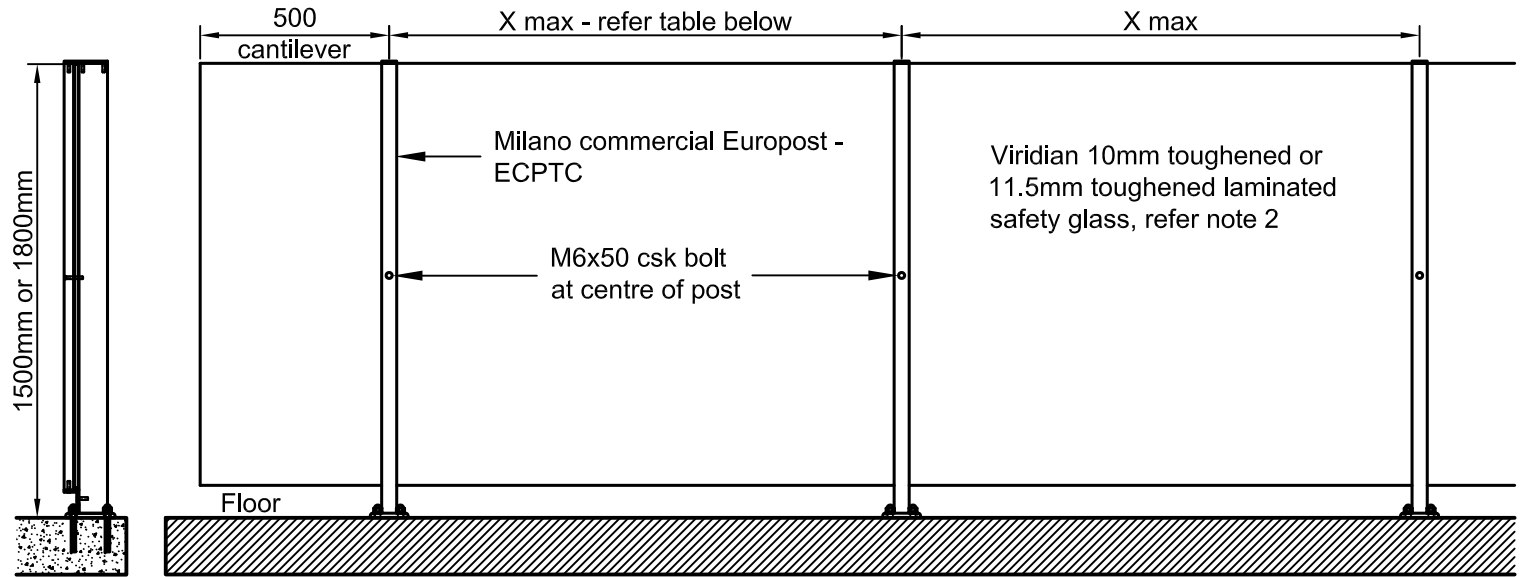 500
cantilever
X max - refer table below
X max
1500mm or 1800mm
Milano commercial Europost -
ECPTC
Viridian 10mm toughened or
11.5mm toughened laminated
safety glass, refer note 2
M6x50 csk bolt
at centre of post
Floor